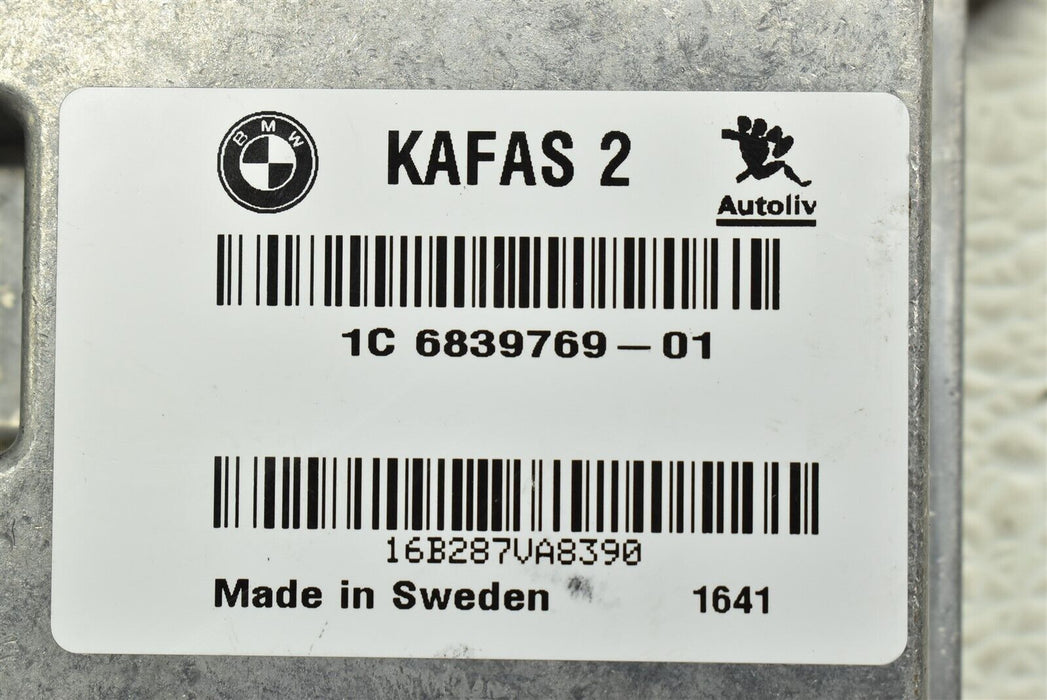 BMW
KAFAS 2
Autoliv
1C 6839769-01
16B287VA8390
Made in Sweden 1641